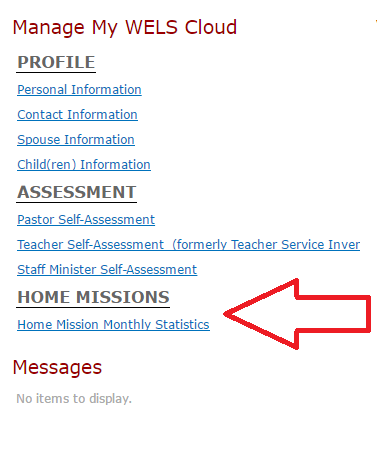 Manage My WELS Cloud
PROFILE
Personal Information
Contact Information
Spouse Information
Child(ren) Information
ASSESSMENT
Pastor Self-Assessment
Teacher Self-Assessment (formerly Teacher Service Inver
Staff Minister Self-Assessment
HOME MISSIONS
Home Mission Monthly Statistics
Messages
No items to display.